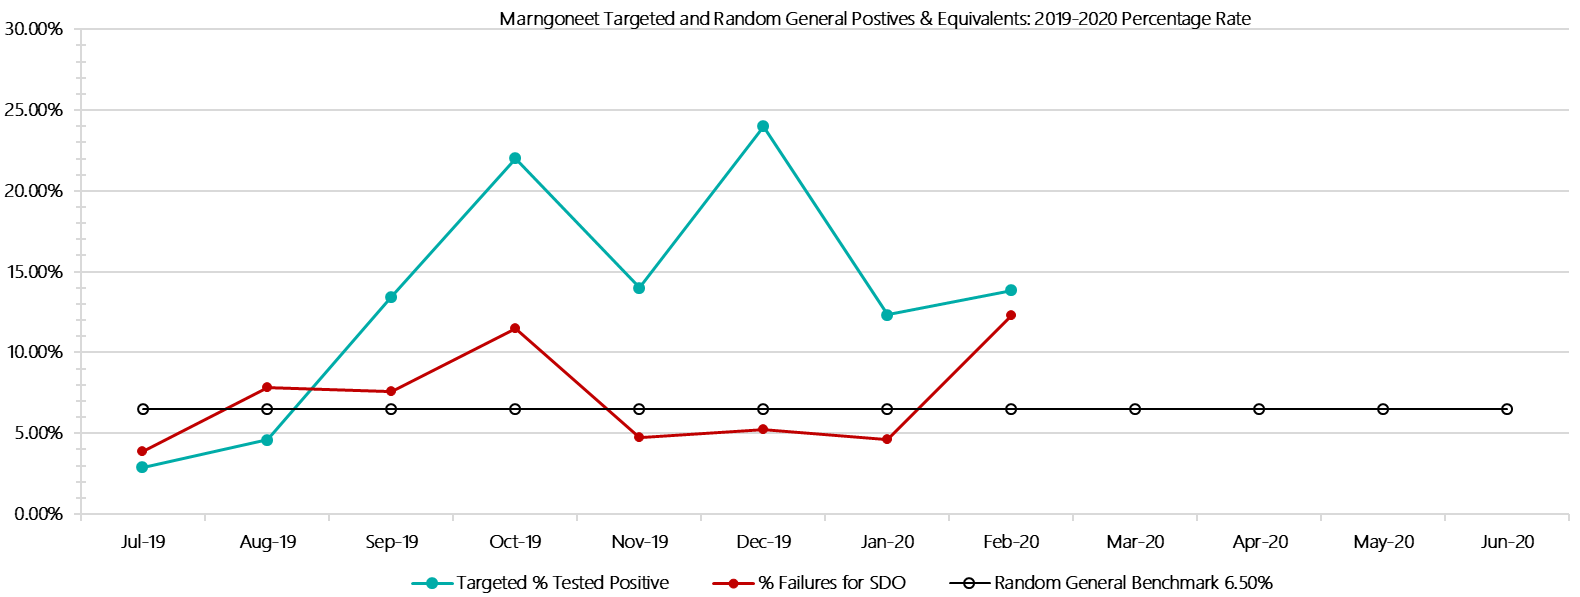 Marngoneet Targeted and Random General Postives & Equivalents: 2019-2020 Percentage Rate
30.00%
25.00%
20.00%
15.00%
10.00%
5.00%
0.00%
Jul-19 Aug-19 Sep-19 Oct-19 Nov-19 Dec-19 Jan-20 Feb-20 Mar-20 Apr-20 May-20 Jun-20
Targeted % Tested Positive % Failures for SDO Random General Benchmark 6.50%